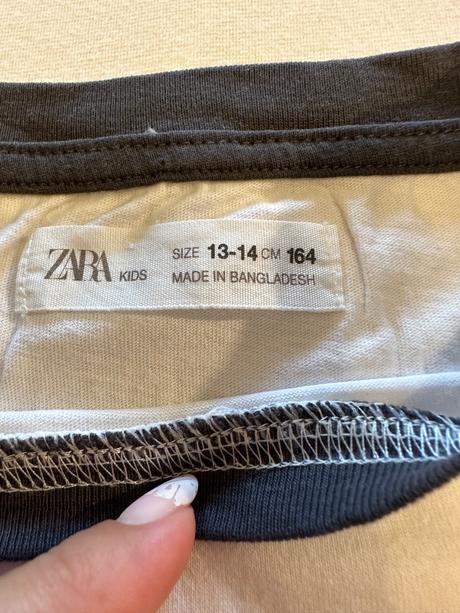 ZARA KIDS SIZE 13-14 CM 164
MADE IN BANGLADESH